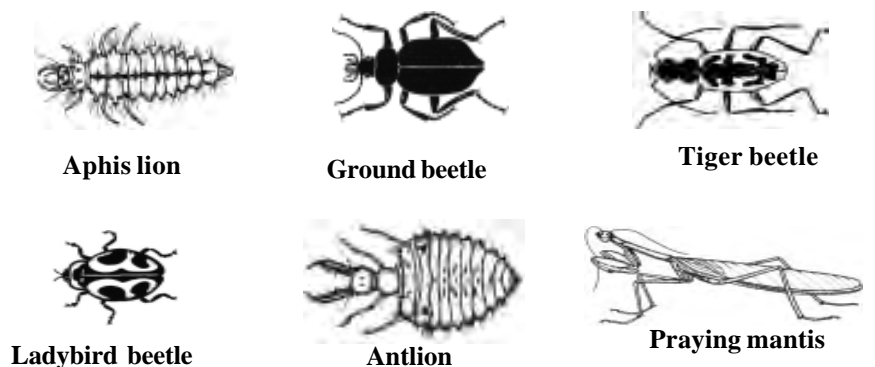 Aphis lion
Ground beetle
Tiger beetle
Ladybird beetle
Antlion
Praying mantis